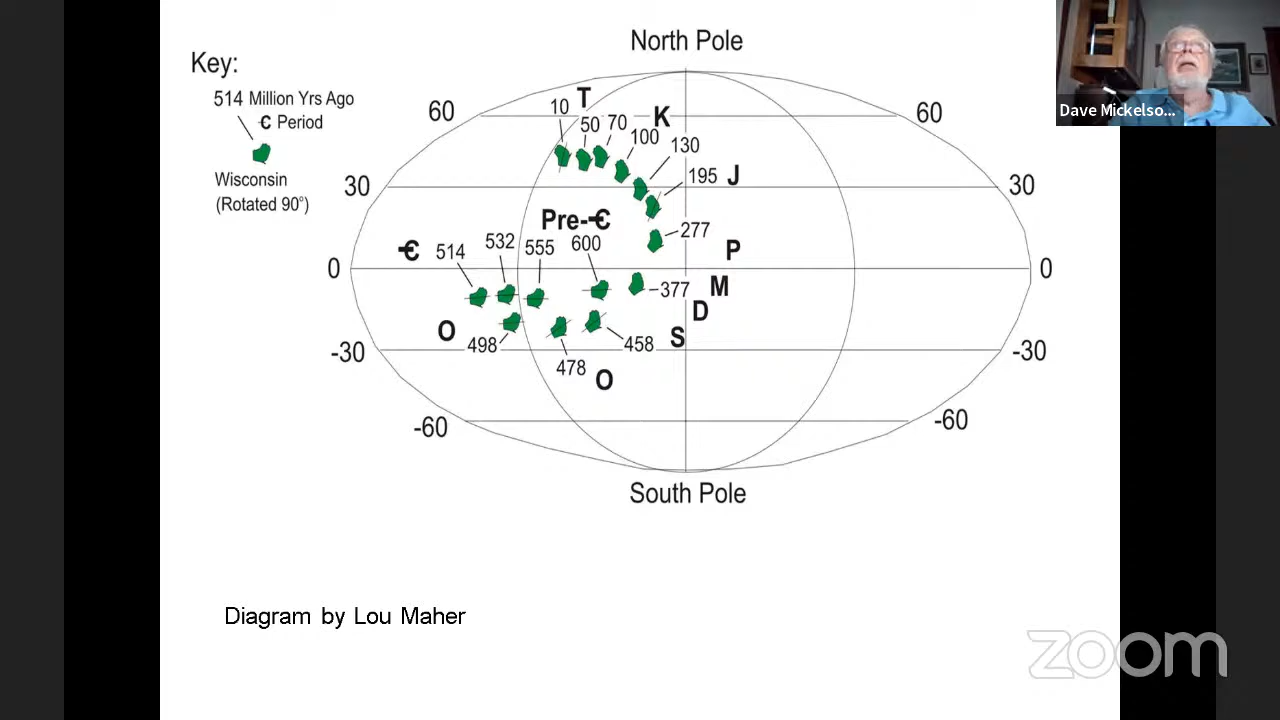 North Pole
Key:
514 Million Yrs Ago
Ꞓ Period
Wisconsin
(Rotated 90°)
60
T
K
60
10
50
70
100
130
30
195
J
30
Pre-Ꞓ
277
Ꞓ
514
532
555
600
P
0
0
377
M
D
O
498
458
S
-30
478
O
-30
-60
-60
South Pole
Diagram by Lou Maher
Dave Mickelso...
zoom